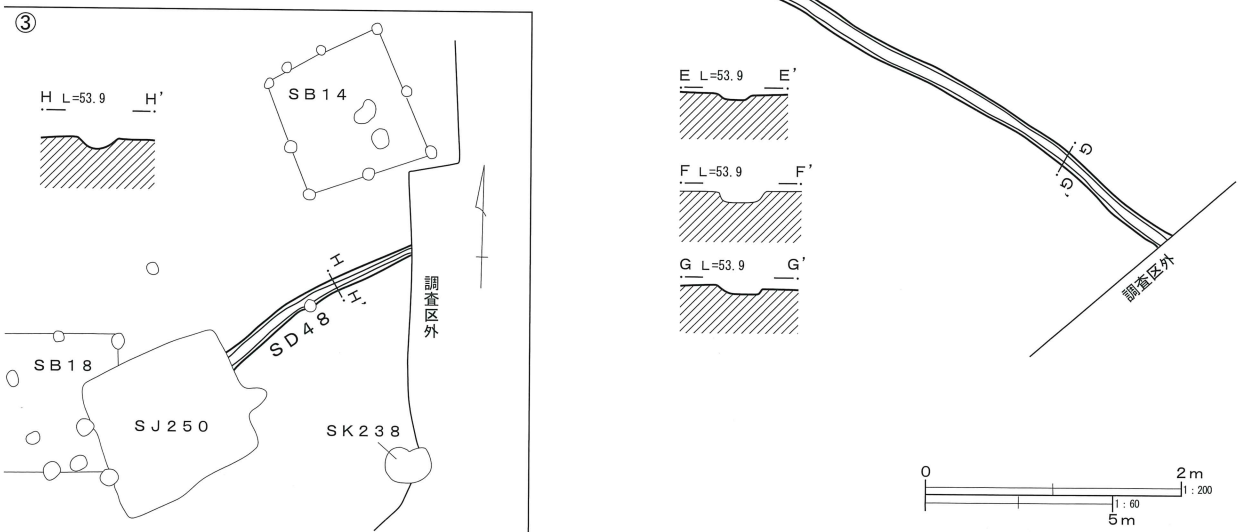 ③
H L=53.9 H'
SB14
H
H'
SD48
調査区外
SB18
SJ250
SK238
E L=53.9 E'
F L=53.9 F'
G L=53.9 G'
G
G'
調査区外
0 2m
1:200
1:60
5m